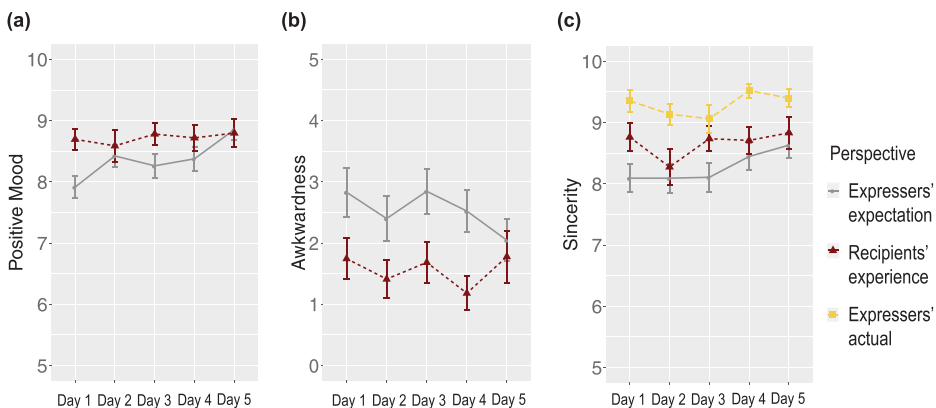 (a)
(b)
(c)
Positive Mood
10
9
8
7
6
5
Day 1 Day 2 Day 3 Day 4 Day 5
Awkwardness
5
4
3
2
1
0
Day 1 Day 2 Day 3 Day 4 Day 5
Sincerity
10
9
8
7
6
5
Day 1 Day 2 Day 3 Day 4 Day 5
Perspective
Expressers’
expectation
Recipients’
experience
Expressers’
actual